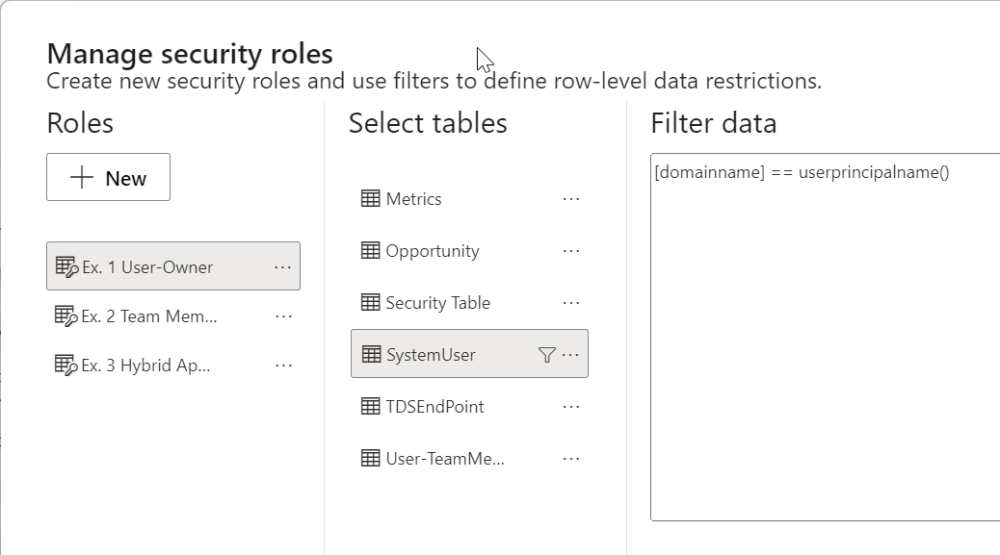 Manage security roles
Create new security roles and use filters to define row-level data restrictions.
Roles
New
Ex. 1 User-Owner
Ex. 2 Team Mem...
Ex. 3 Hybrid Ap...
Select tables
Metrics
Opportunity
Security Table
SystemUser
TDSEndPoint
User-TeamMe...
Filter data
[domainname] == userprincipalname()